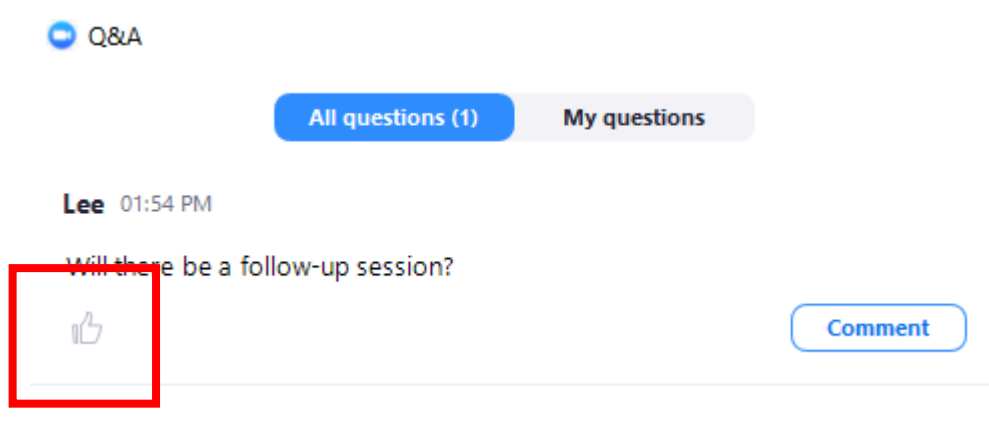 Q&A
All questions (1) My questions
Lee 01:54 PM
Will there be a follow-up session?
Comment